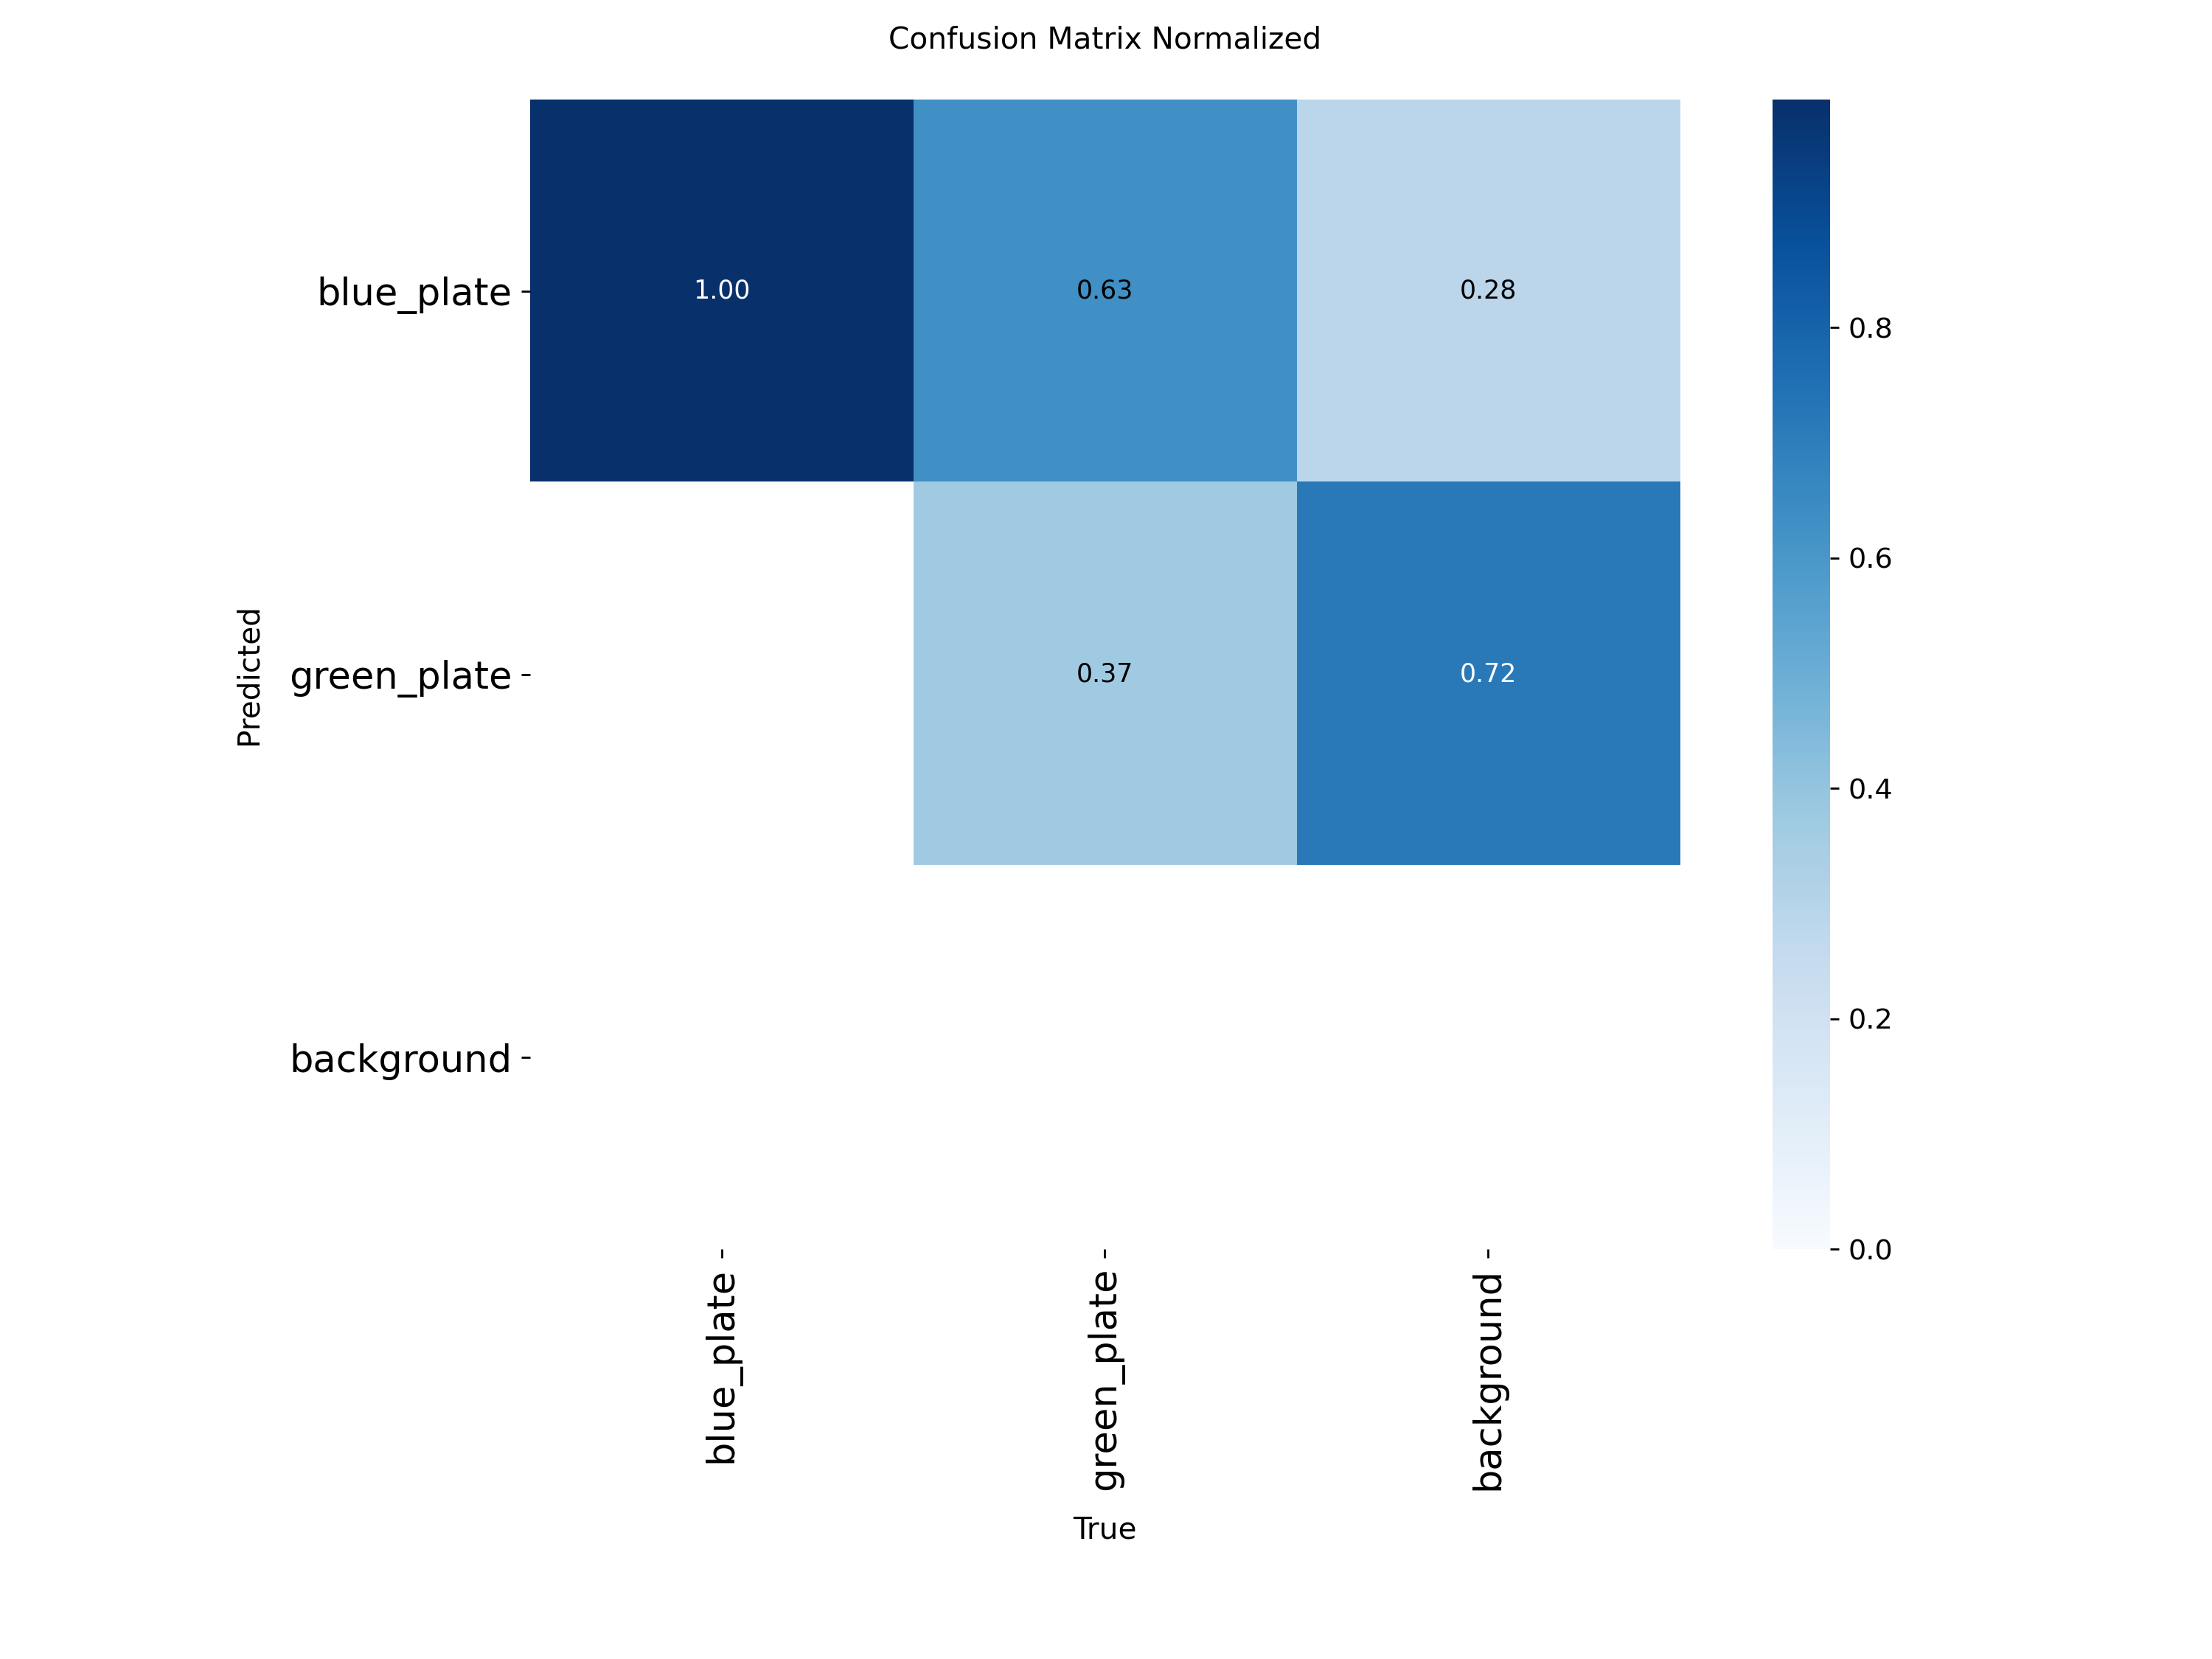 Confusion Matrix Normalized
blue_plate
1.00
0.63
0.28
green_plate
0.37
0.72
background
Predicted
blue_plate
green_plate
background
True
0.8
0.6
0.4
0.2
0.0